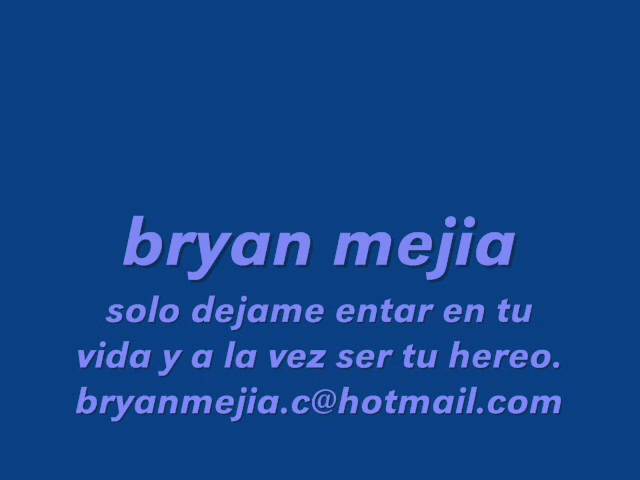 bryan mejia
solo dejame entar en tu
vida y a la vez ser tu hereo.
bryanmejia.c@hotmail.com